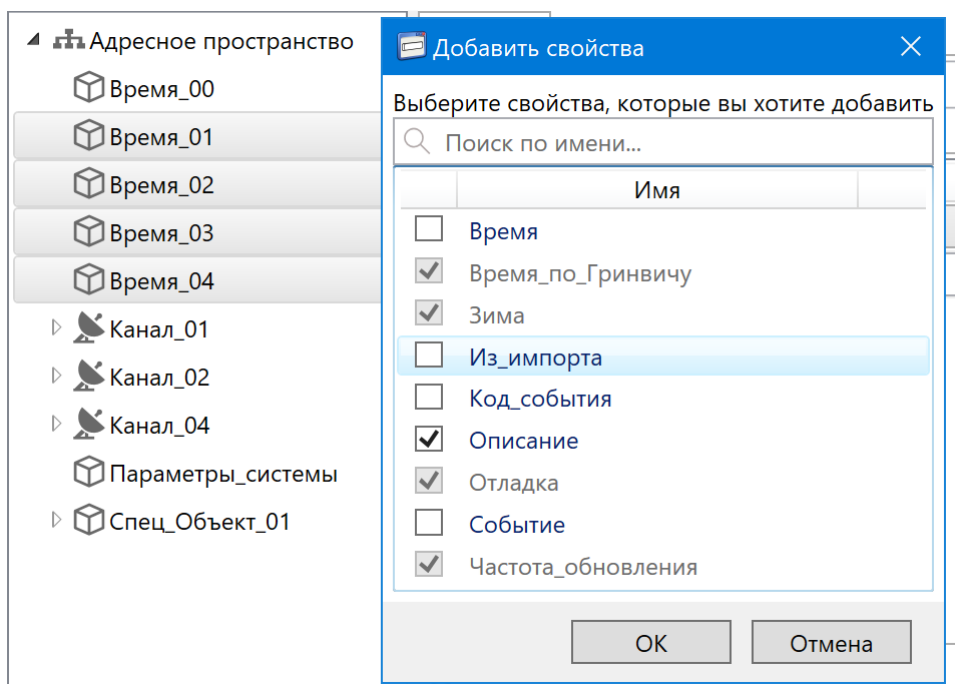 Адресное пространство
Время_00
Время_01
Время_02
Время_03
Время_04
Канал_01
Канал_02
Канал_04
Параметры_системы
Спец_Объект_01
Добавить свойства
Выберите свойства, которые вы хотите добавить
Поиск по имени...
Имя
Время
Время_по_Гринвичу
Зима
Из_импорта
Код_события
Описание
Отладка
Событие
Частота_обновления
ОК
Отмена